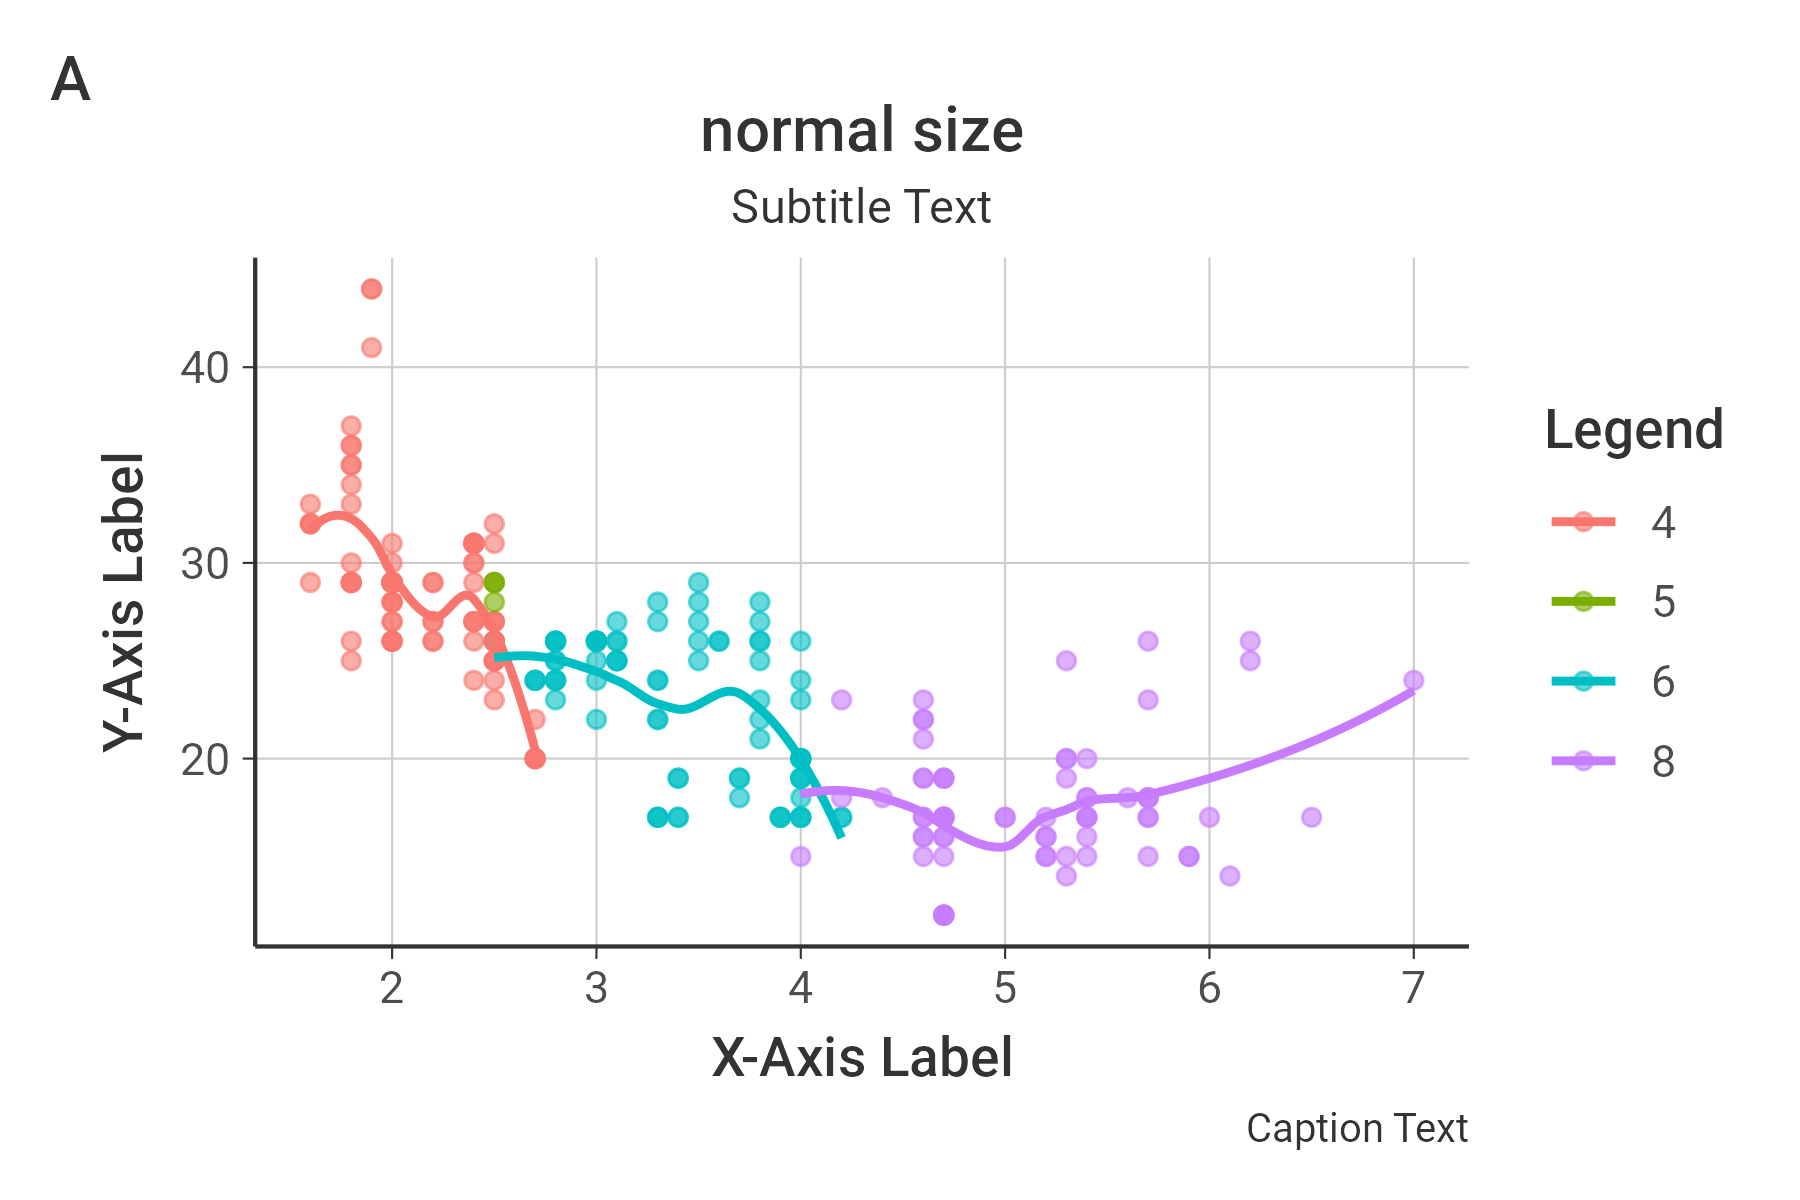 A
normal size
Subtitle Text
Y-Axis Label
40
30
20
2 3 4 5 6 7
X-Axis Label
Legend
4
5
6
8
Caption Text